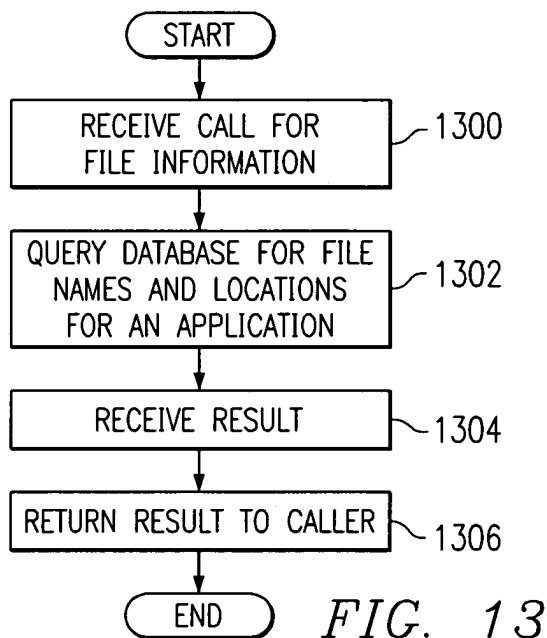 START
RECEIVE CALL FOR
FILE INFORMATION
1300
QUERY DATABASE FOR FILE
NAMES AND LOCATIONS
FOR AN APPLICATION
1302
RECEIVE RESULT
1304
RETURN RESULT TO CALLER
1306
END
FIG. 13